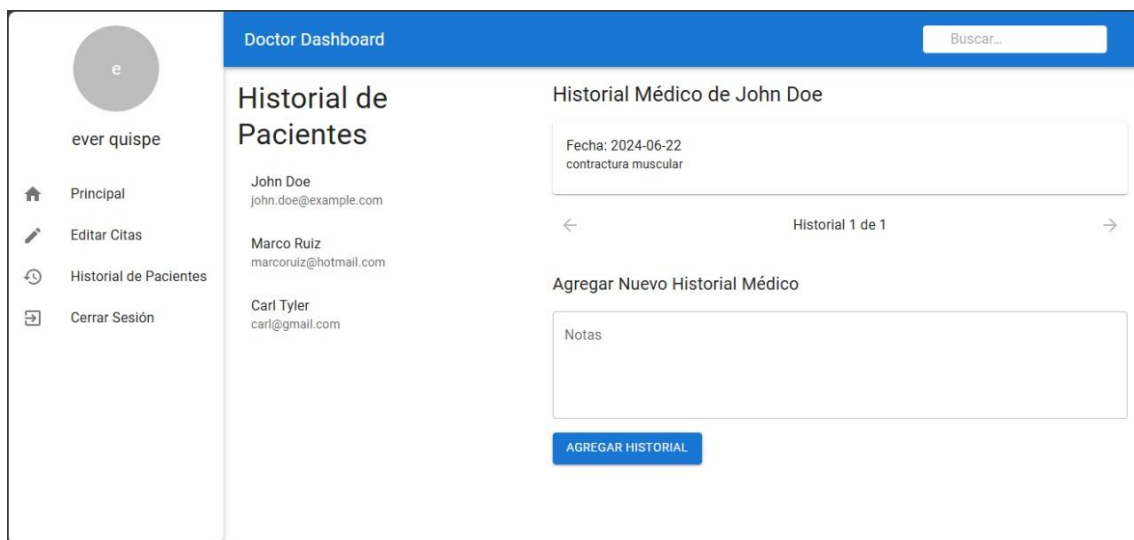 e
ever quispe
Principal
Editar Citas
Historial de Pacientes
Cerrar Sesión
Doctor Dashboard
Buscar...
Historial de
Pacientes
John Doe
john.doe@example.com
Marco Ruiz
marcoruiz@hotmail.com
Carl Tyler
carl@gmail.com
Historial Médico de John Doe
Fecha: 2024-06-22
contractura muscular
Historial 1 de 1
Agregar Nuevo Historial Médico
Notas
AGREGAR HISTORIAL